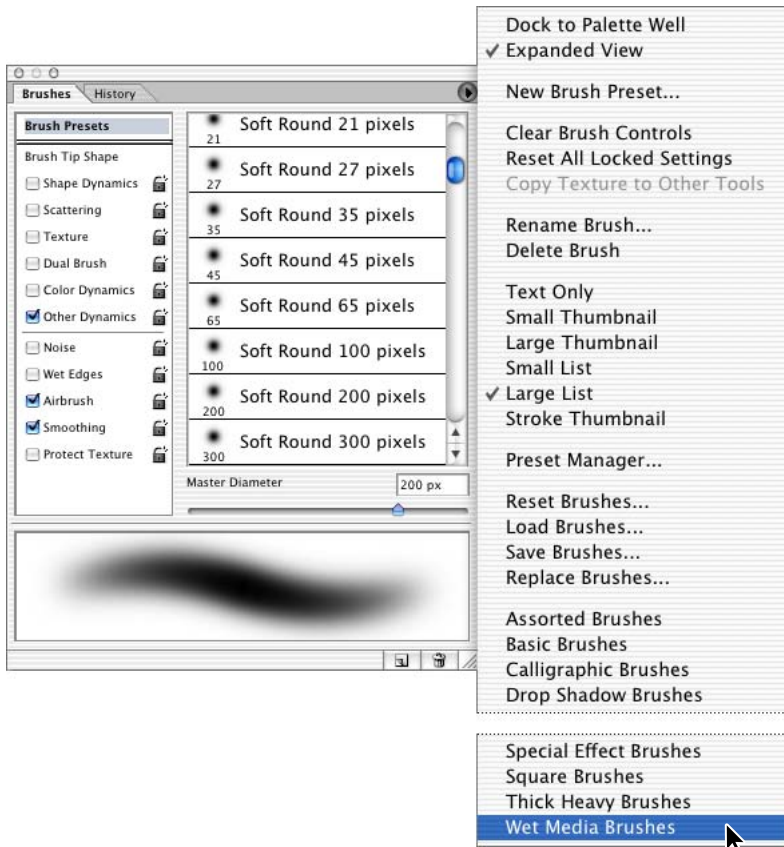 Brushes
History
Brush Presets
Brush Tip Shape
Shape Dynamics
Scattering
Texture
Dual Brush
Color Dynamics
Other Dynamics
Noise
Wet Edges
Airbrush
Smoothing
Protect Texture
21 Soft Round 21 pixels
27 Soft Round 27 pixels
35 Soft Round 35 pixels
45 Soft Round 45 pixels
65 Soft Round 65 pixels
100 Soft Round 100 pixels
200 Soft Round 200 pixels
300 Soft Round 300 pixels
Master Diameter 200 px
Dock to Palette Well
Expanded View
New Brush Preset...
Clear Brush Controls
Reset All Locked Settings
Copy Texture to Other Tools
Rename Brush...
Delete Brush
Text Only
Small Thumbnail
Large Thumbnail
Small List
Large List
Stroke Thumbnail
Preset Manager...
Reset Brushes...
Load Brushes...
Save Brushes...
Replace Brushes...
Assorted Brushes
Basic Brushes
Calligraphic Brushes
Drop Shadow Brushes
Special Effect Brushes
Square Brushes
Thick Heavy Brushes
Wet Media Brushes